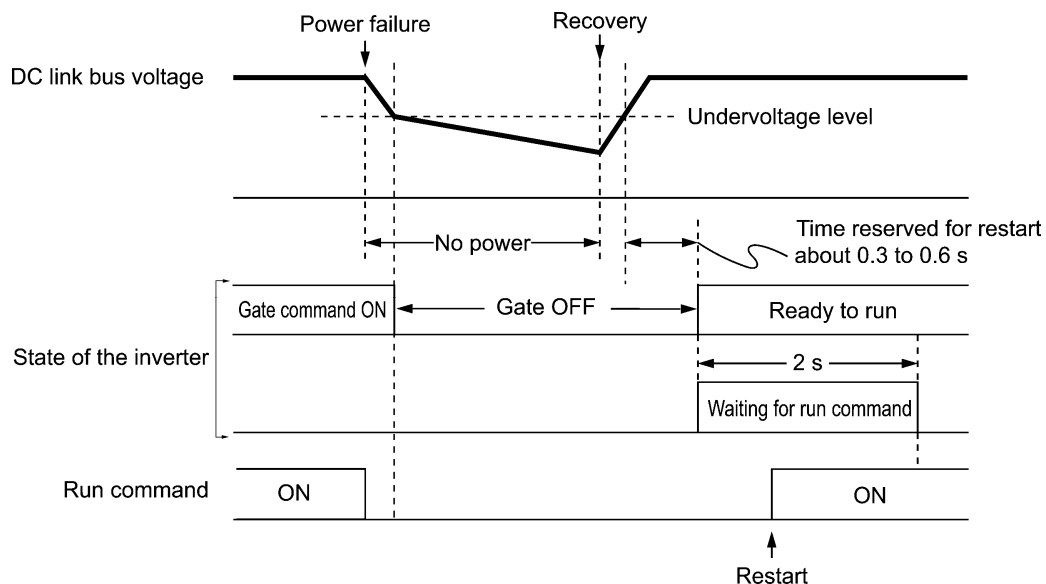 Power failure
Recovery
DC link bus voltage
Undervoltage level
No power
Time reserved for restart
about 0.3 to 0.6 s
Gate command ON
Gate OFF
Ready to run
State of the inverter
2 s
Waiting for run command
Run command
ON
ON
Restart